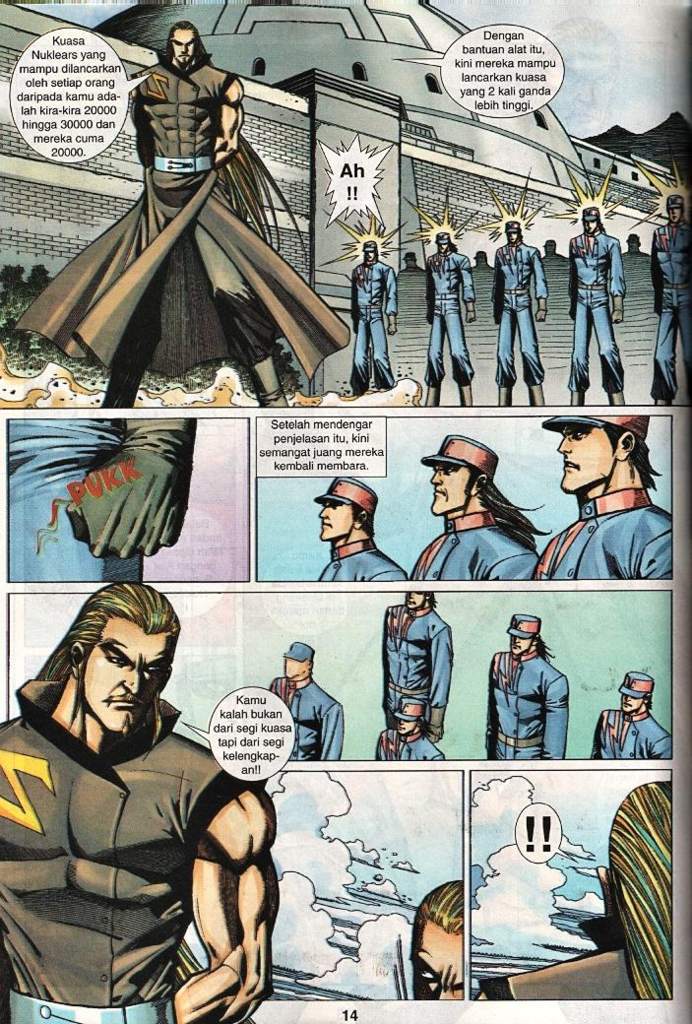 Kuasa
Nuklears yang
mampu dilancarkan
oleh setiap orang
daripada kamu ada-
lah kira-kira 20000
hingga 30000 dan
mereka cuma
20000.
Dengan
bantuan alat itu,
kini mereka mampu
lancarkan kuasa
yang 2 kali ganda
lebih tinggi.
Ah
!!
PUKK
Setelah mendengar
penjelasan itu, kini
semangat juang mereka
kembali membara.
Kamu
kalah bukan
dari segi kuasa
tapi dari segi
kelengkap-
an!!
!!
14